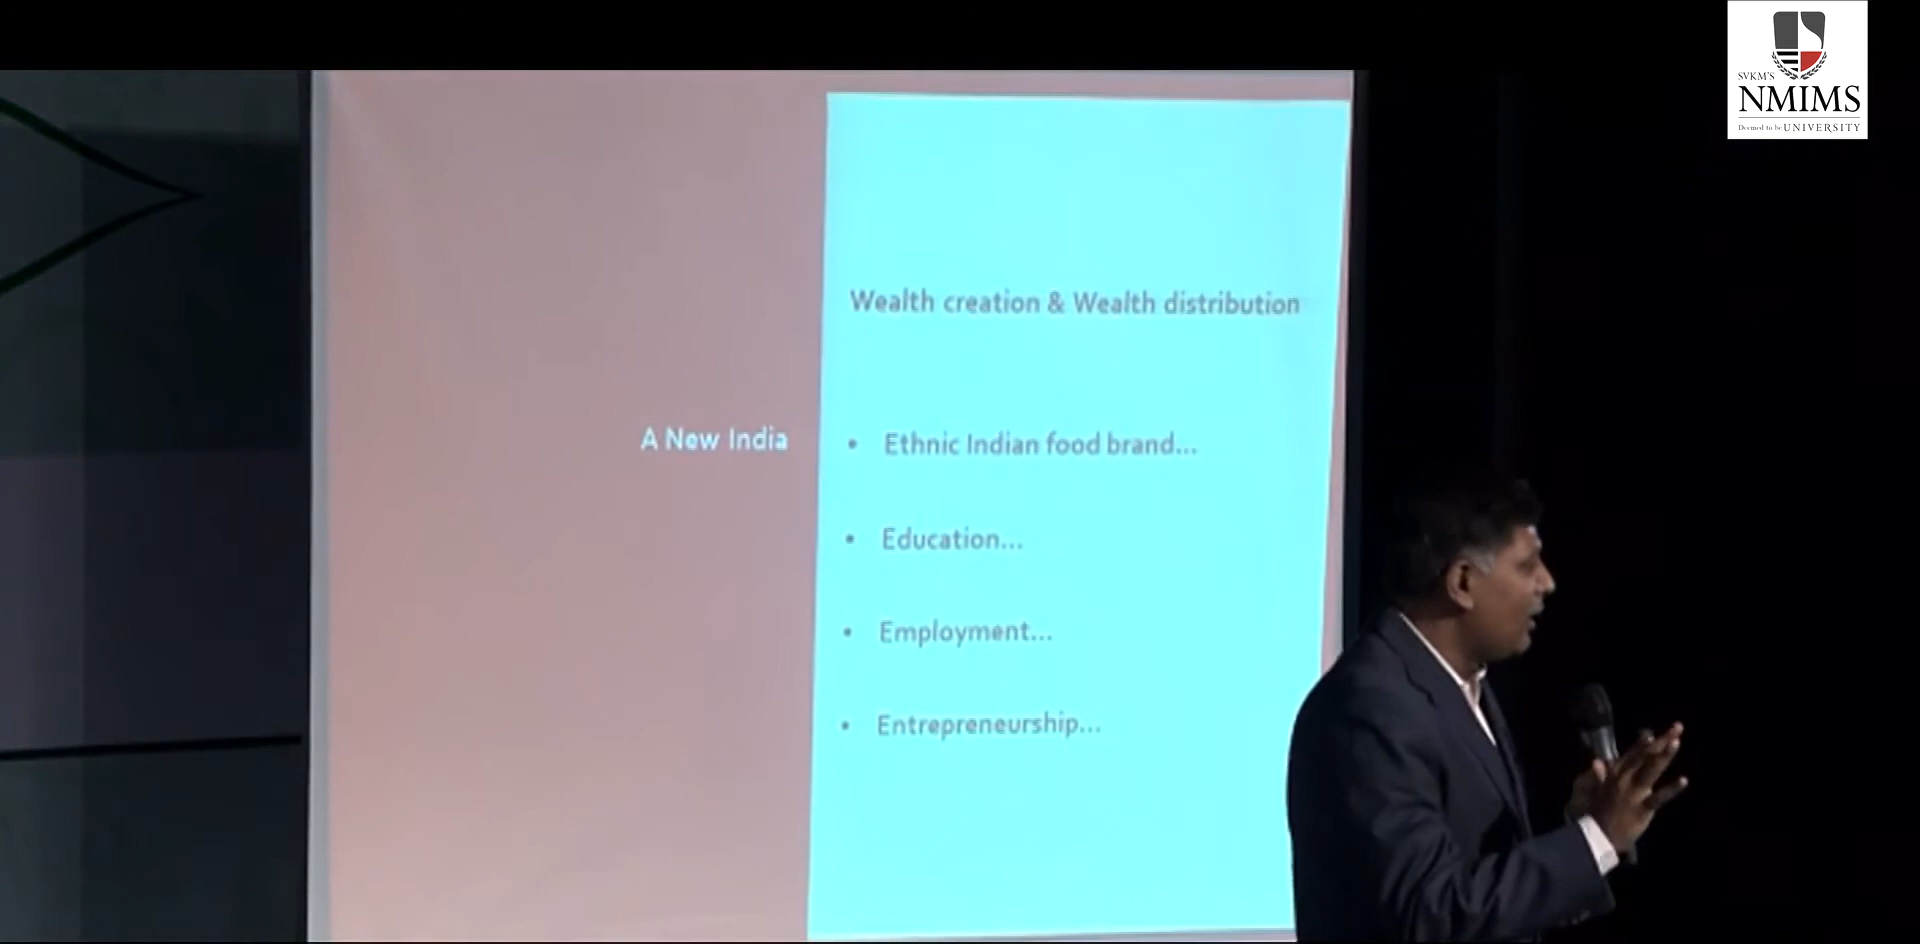 SVKM'S
NMIMS
Deemed to be UNIVERSITY
A New India
Wealth creation & Wealth distribution
• Ethnic Indian food brand...
• Education...
• Employment...
• Entrepreneurship...